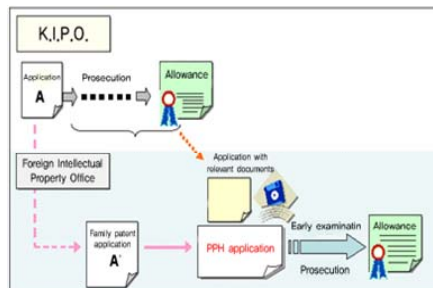 K.I.P.O.
Application
A
Prosecution
Allowance
Foreign Intellectual
Property Office
Application with
relevant documents
Family patent
application
A'
PPH application
Early examinatin
Prosecution
Allowance